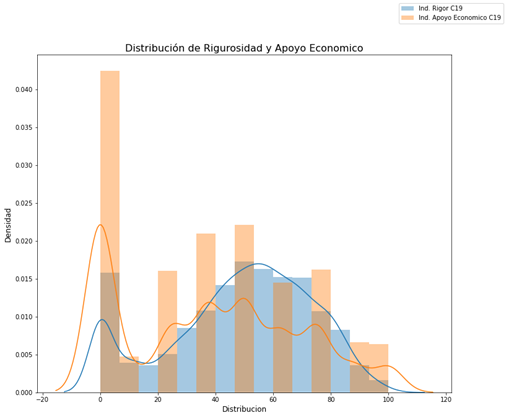 Ind. Rigor C19
Ind. Apoyo Economico C19
Distribución de Rigurosidad y Apoyo Economico
Densidad
0.040
0.035
0.030
0.025
0.020
0.015
0.010
0.005
0.000
−20 0 20 40 60 80 100 120
Distribucion